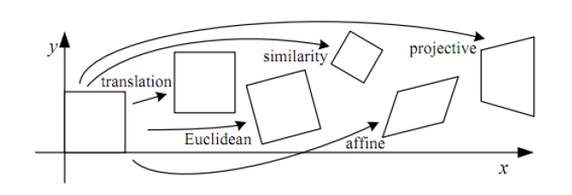 y
similarity
projective
translation
Euclidean
affine
x